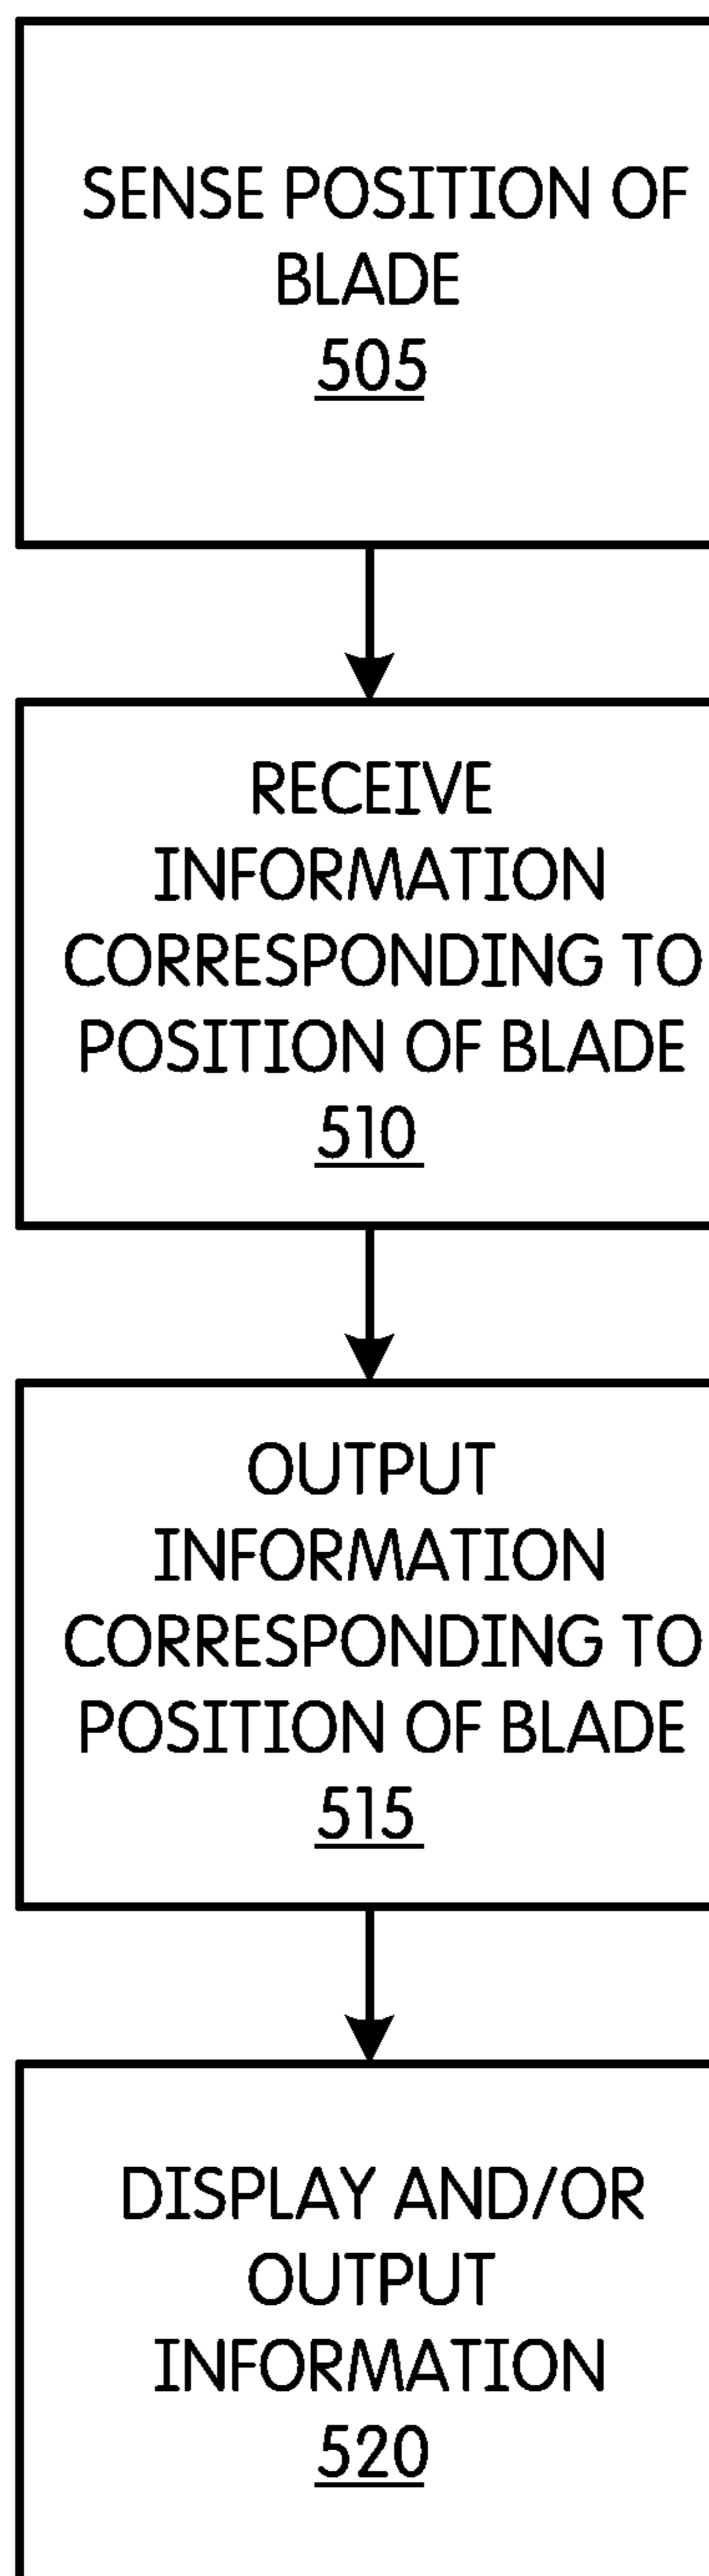 SENSE POSITION OF
BLADE
505
RECEIVE
INFORMATION
CORRESPONDING TO
POSITION OF BLADE
510
OUTPUT
INFORMATION
CORRESPONDING TO
POSITION OF BLADE
515
DISPLAY AND/OR
OUTPUT
INFORMATION
520